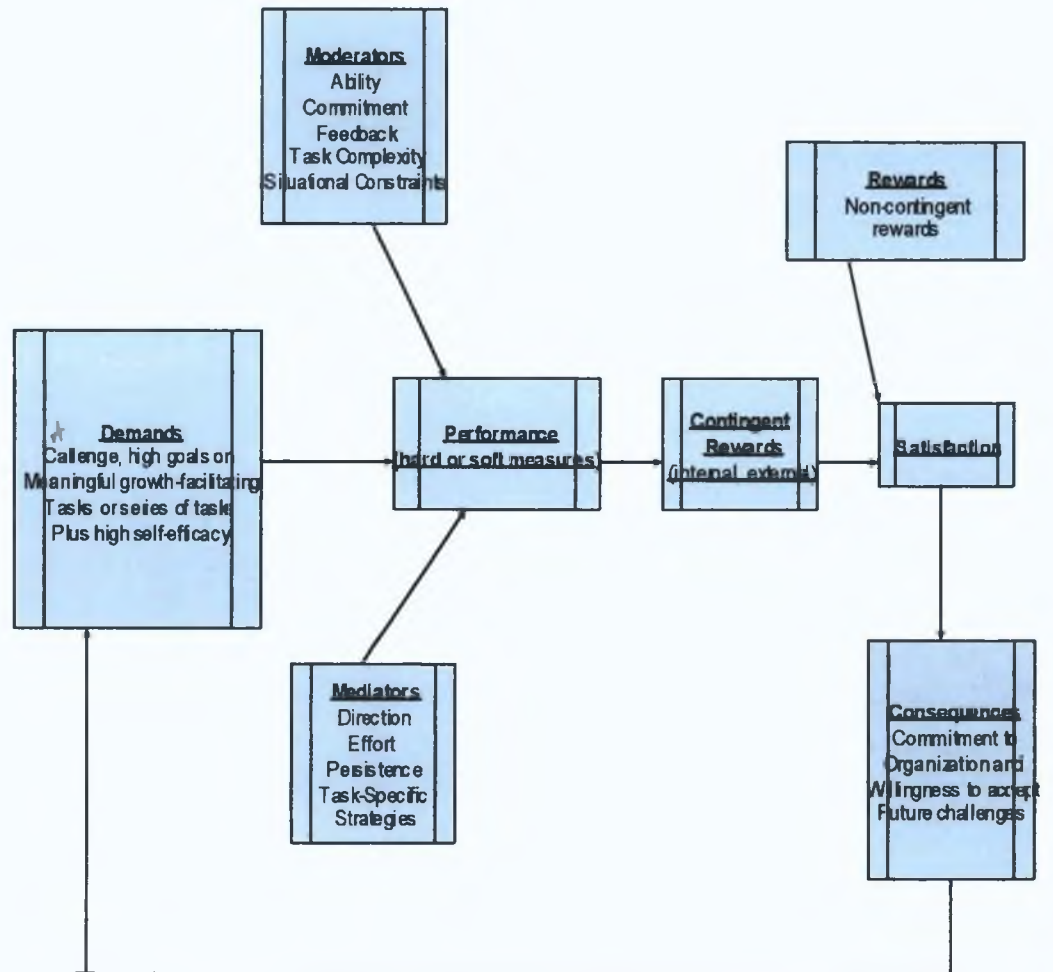 Moderators
Ability
Commitment
Feedback
Task Complexity
Situational Constraints
Rewards
Non-contingent
rewards
Demands
Callenge, high goals on
Meaningful growth-facilitating
Tasks or series of task
Plus high self-efficacy
Performance
(hard or soft measures)
Contingent
Rewards
(internal external)
Satisfaction
Mediators
Direction
Effort
Persistence
Task-Specific
Strategies
Consequences
Commitment to
Organization and
Willingness to accept
Future challenges